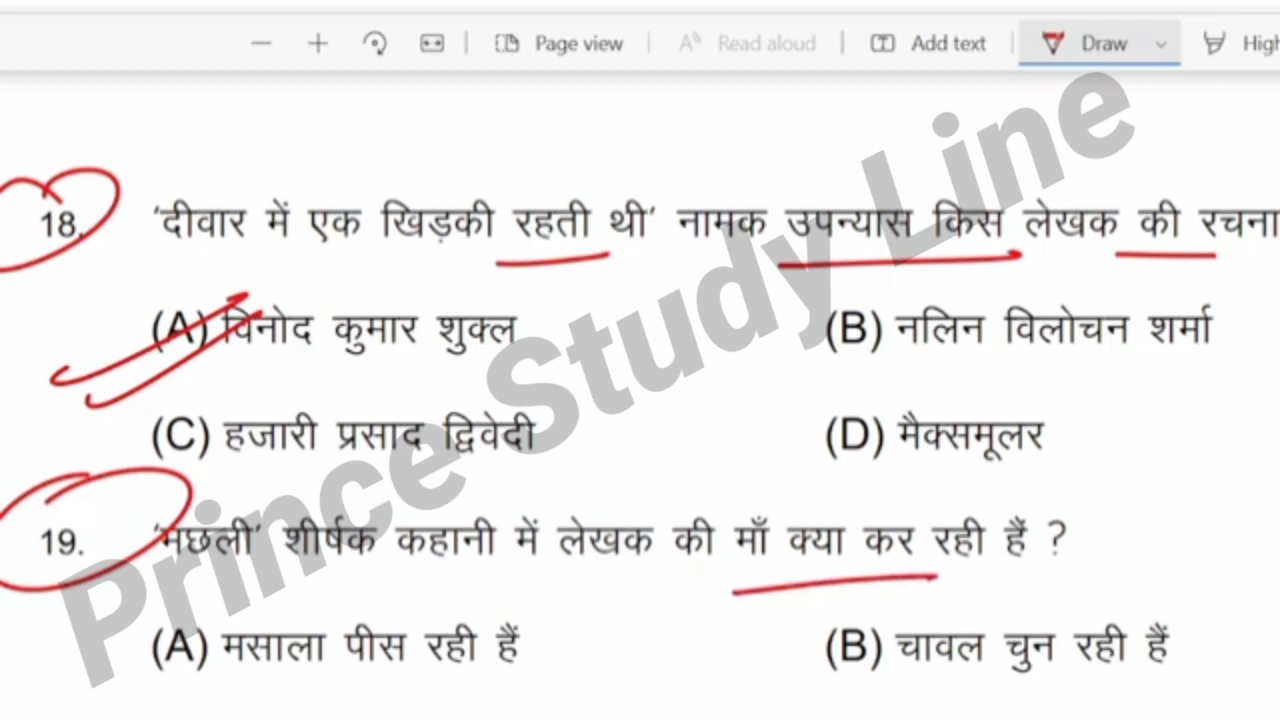 Page view Read aloud Add text Draw High
18. 'दीवार में एक खिड़की रहती थी' नामक उपन्यास किस लेखक की रचना
(A) विनोद कुमार शुक्ल (B) नलिन विलोचन शर्मा
(C) हजारी प्रसाद द्विवेदी (D) मैक्समूलर
19. 'मछली' शीर्षक कहानी में लेखक की माँ क्या कर रही हैं ?
(A) मसाला पीस रही हैं (B) चावल चुन रही हैं
Prince Study Line